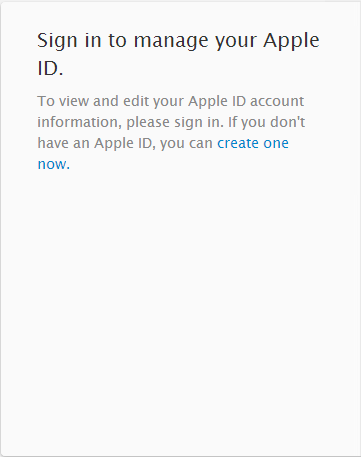 Sign in to manage your Apple
ID.
To view and edit your Apple ID account
information, please sign in. If you don't
have an Apple ID, you can create one
now.